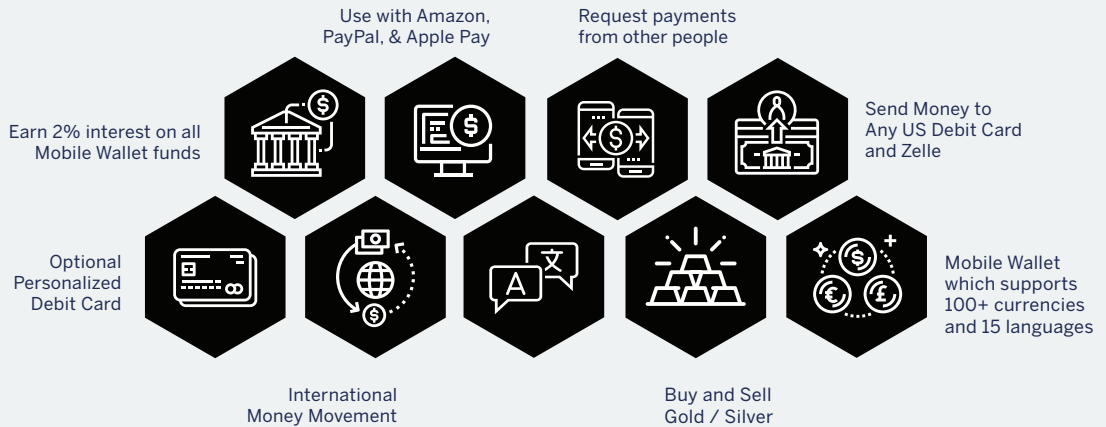 Use with Amazon,
PayPal, & Apple Pay
Request payments
from other people
Earn 2% interest on all
Mobile Wallet funds
$
$
$
Send Money to
Any US Debit Card
and Zelle
Optional
Personalized
Debit Card
$
A
文
$
€
£
Mobile Wallet
which supports
100+ currencies
and 15 languages
International
Money Movement
Buy and Sell
Gold / Silver